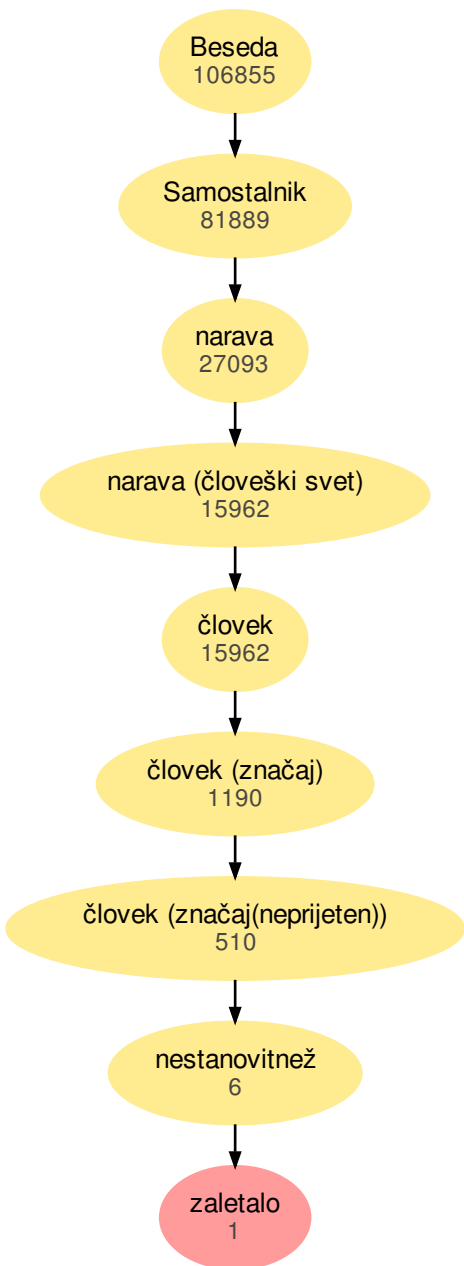 Beseda
106855
Samostalnik
81889
narava
27093
narava (človeški svet)
15962
človek
15962
človek (značaj)
1190
človek (značaj(neprijeten))
510
nestanovitnež
6
zaletalo
1